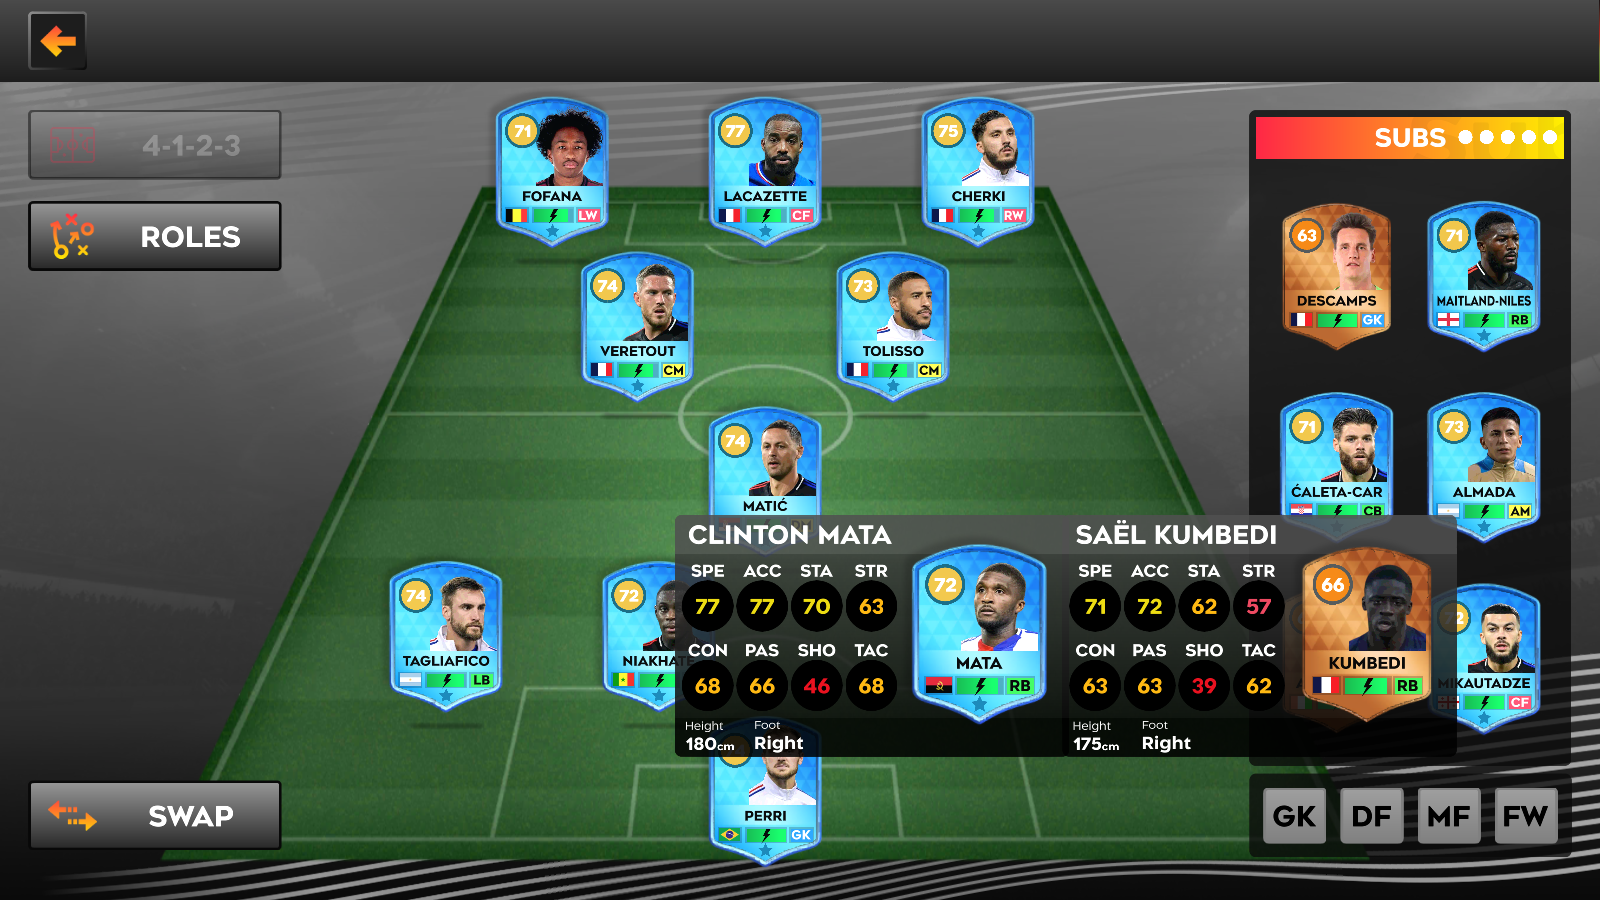 4-1-2-3
ROLES
SWAP
71
FOFANA
LW
77
LACAZETTE
CF
75
CHERKI
RW
74
VERETOUT
CM
73
TOLISSO
CM
74
MATIĆ
74
TAGLIAFICO
LB
72
NIAKHATÉ
PERRI
GK
CLINTON MATA
SPE ACC STA STR
77 77 70 63
CON PAS SHO TAC
68 66 46 68
Height Foot
180cm Right
72
MATA
RB
SAËL KUMBEDI
SPE ACC STA STR
71 72 62 57
CON PAS SHO TAC
63 63 39 62
Height Foot
175cm Right
66
KUMBEDI
RB
SUBS
63
DESCAMPS
GK
71
MAITLAND-NILES
RB
71
ĆALETA-CAR
CB
73
ALMADA
AM
MIKAUTADZE
CF
GK DF MF FW